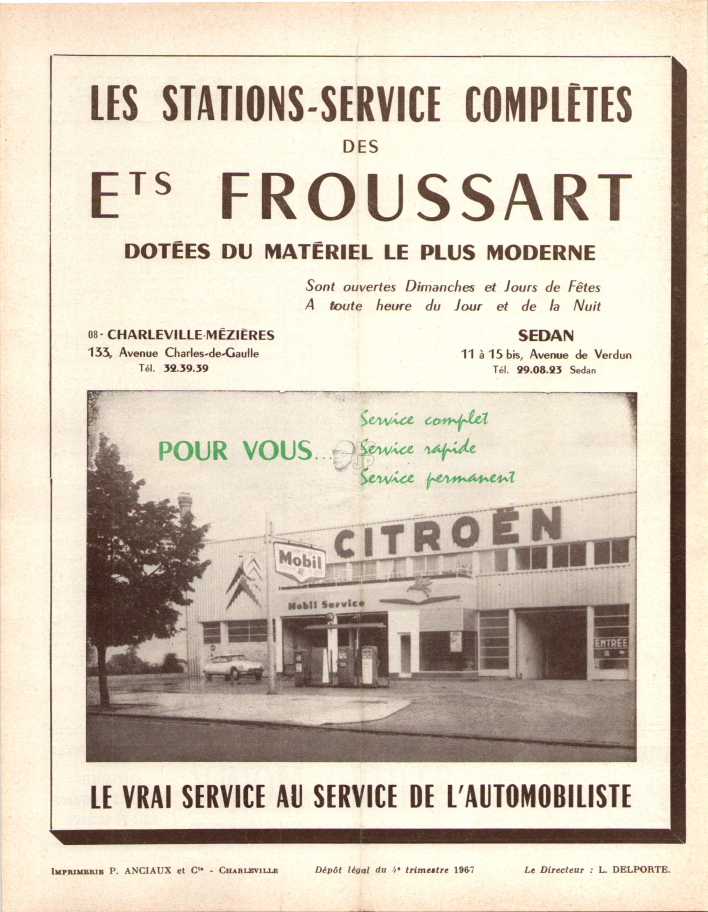 LES STATIONS-SERVICE COMPLÈTES
DES
ETS FROUSSART
DOTÉES DU MATÉRIEL LE PLUS MODERNE
Sont ouvertes Dimanches et Jours de Fêtes
A toute heure du Jour et de la Nuit
08 - CHARLEVILLE-MÉZIÈRES
133, Avenue Charles-de-Gaulle
Tél. 32.39.39
SEDAN
11 à 15 bis, Avenue de Verdun
Tél. 29.08.23 Sedan
POUR VOUS...
Service complet
Service rapide
Service permanent
JP
CITROËN
Mobil
Mobil Service
ENTREE
LE VRAI SERVICE AU SERVICE DE L'AUTOMOBILISTE
IMPRIMERIE P. ANCIAUX et Cie - CHARLEVILLE
Dépôt légal du 4e trimestre 1967
Le Directeur : L. DELPORTE.